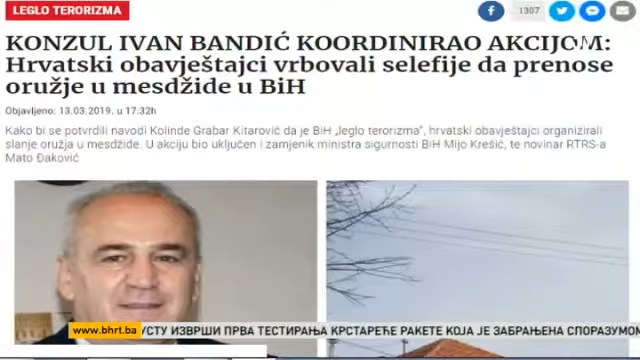 LEGLO TERORIZMA
1307
KONZUL IVAN BANDIĆ KOORDINIRAO AKCIJOM:
Hrvatski obavještajci vrbovali selefije da prenose
oružje u mesdžide u BiH
Objavljeno: 13.03.2019. u 17:32h
Kako bi se potvrdili navodi Kolinde Grabar Kitarović da je BiH „leglo terorizma", hrvatski obavještajci organizirali
slanje oružja u mesdžide. U akciju bio uključen i zamjenik ministra sigurnosti BiH Mijo Krešić, te novinar RTRS-a
Mato Đaković
www.bhrt.ba
УСТУ ИЗВРШИ ПРВА ТЕСТИРАЊА КРСТАРЕЋЕ РАКЕТЕ КОЈА ЈЕ ЗАБРАЊЕНА СПОРАЗУМОМ